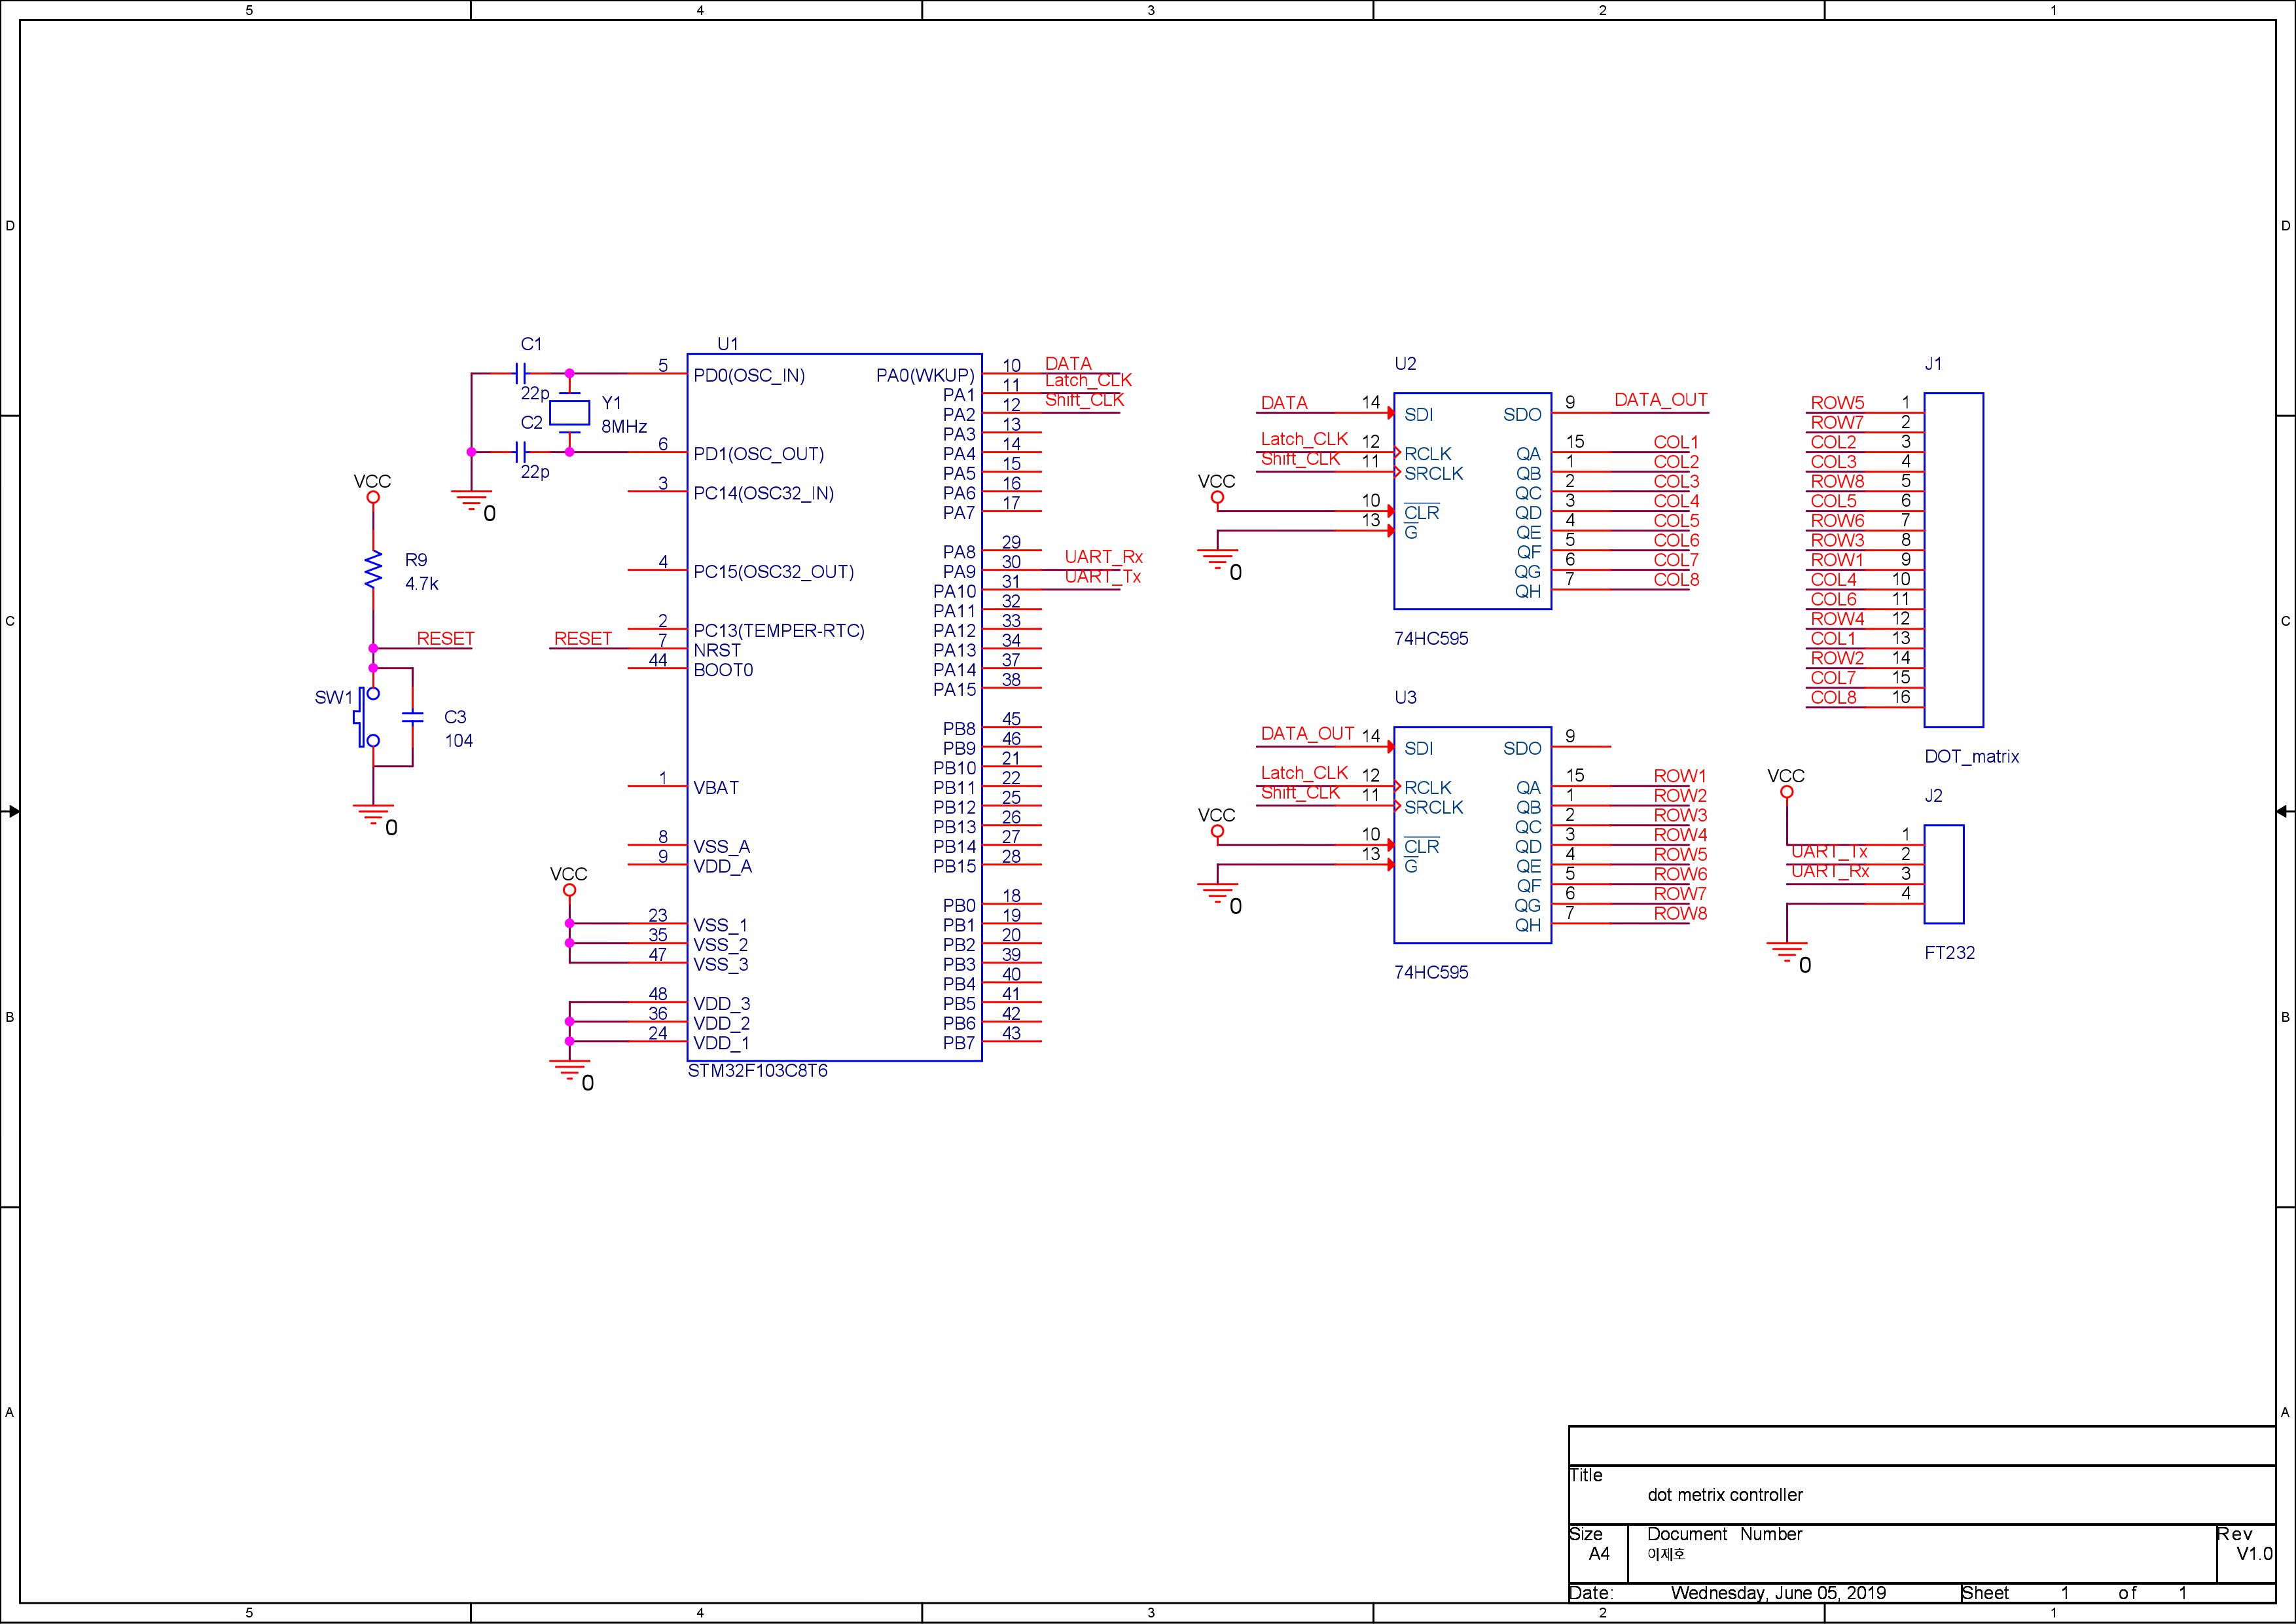 5 4 3 2 1
D D
C C
B B
A A
U1
C1
22p
C2
22p
Y1
8MHz
0
5 PD0(OSC_IN)
6 PD1(OSC_OUT)
3 PC14(OSC32_IN)
4 PC15(OSC32_OUT)
2 PC13(TEMPER-RTC)
RESET 7 NRST
44 BOOT0
1 VBAT
8 VSS_A
9 VDD_A
VCC
23 VSS_1
35 VSS_2
47 VSS_3
48 VDD_3
36 VDD_2
24 VDD_1
0
STM32F103C8T6
PA0(WKUP) 10 DATA
PA1 11 Latch_CLK
PA2 12 Shift_CLK
PA3 13
PA4 14
PA5 15
PA6 16
PA7 17
PA8 29
PA9 30 UART_Rx
PA10 31 UART_Tx
PA11 32
PA12 33
PA13 34
PA14 37
PA15 38
PB8 45
PB9 46
PB10 21
PB11 22
PB12 25
PB13 26
PB14 27
PB15 28
PB0 18
PB1 19
PB2 20
PB3 39
PB4 40
PB5 41
PB6 42
PB7 43
VCC
R9
4.7k
RESET
SW1
C3
104
0
U2
DATA 14 SDI
Latch_CLK 12 RCLK
Shift_CLK 11 SRCLK
VCC
10 CLR
13 G
0
SDO 9 DATA_OUT
QA 15 COL1
QB 1 COL2
QC 2 COL3
QD 3 COL4
QE 4 COL5
QF 5 COL6
QG 6 COL7
QH 7 COL8
74HC595
U3
DATA_OUT 14 SDI
Latch_CLK 12 RCLK
Shift_CLK 11 SRCLK
VCC
10 CLR
13 G
0
SDO 9
QA 15 ROW1
QB 1 ROW2
QC 2 ROW3
QD 3 ROW4
QE 4 ROW5
QF 5 ROW6
QG 6 ROW7
QH 7 ROW8
74HC595
J1
ROW5 1
ROW7 2
COL2 3
COL3 4
ROW8 5
COL5 6
ROW6 7
ROW3 8
ROW1 9
COL4 10
COL6 11
ROW4 12
COL1 13
ROW2 14
COL7 15
COL8 16
DOT_matrix
VCC
J2
1
UART_Tx 2
UART_Rx 3
4
0
FT232
Title
dot metrix controller
Size Document Number Rev
A4 이제호 V1.0
Date: Wednesday, June 05, 2019 Sheet 1 of 1
5 4 3 2 1